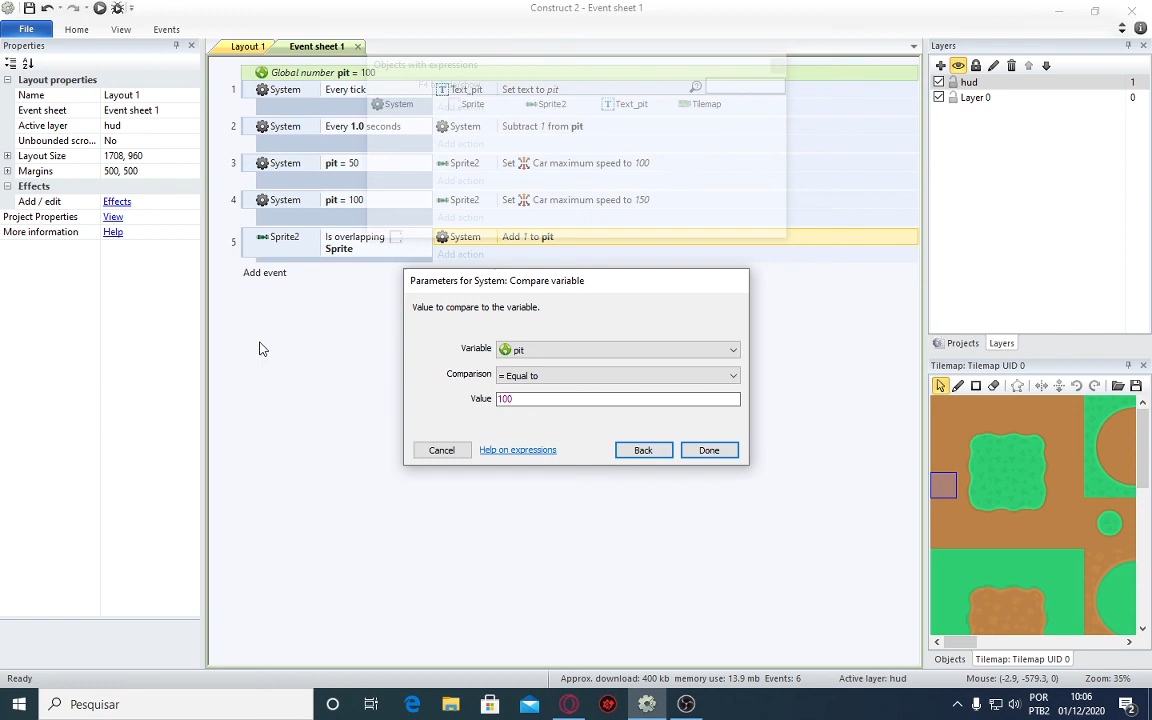 Construct 2 - Event sheet 1
File Home View Events
Properties
Layout properties
Name Layout 1
Event sheet Event sheet 1
Active layer hud
Unbounded scro... No
Layout Size 1708, 960
Margins 500, 500
Effects
Add / edit Effects
Project Properties View
More information Help
Layout 1 Event sheet 1
Global number pit = 100
Objects with expressions
1 System Every tick T Text_pit Set text to pit
System Sprite Sprite2 T Text_pit Tilemap
2 System Every 1.0 seconds System Subtract 1 from pit
Add action
3 System pit = 50 Sprite2 Set Car maximum speed to 100
Add action
4 System pit = 100 Sprite2 Set Car maximum speed to 150
Add action
5 Sprite2 Is overlapping Sprite System Add 1 to pit
Add action
Add event
Parameters for System: Compare variable
Value to compare to the variable.
Variable pit
Comparison = Equal to
Value 100
Cancel Help on expressions Back Done
Layers
hud 1
Layer 0 0
Projects Layers
Tilemap: Tilemap UID 0
Objects Tilemap: Tilemap UID 0
Ready Approx. download: 400 kb memory use: 13.9 mb Events: 6 Active layer: hud Mouse: (-2.9, -579.3, 0) Zoom: 35%
Pesquisar
POR
PTB2
10:06
01/12/2020
2